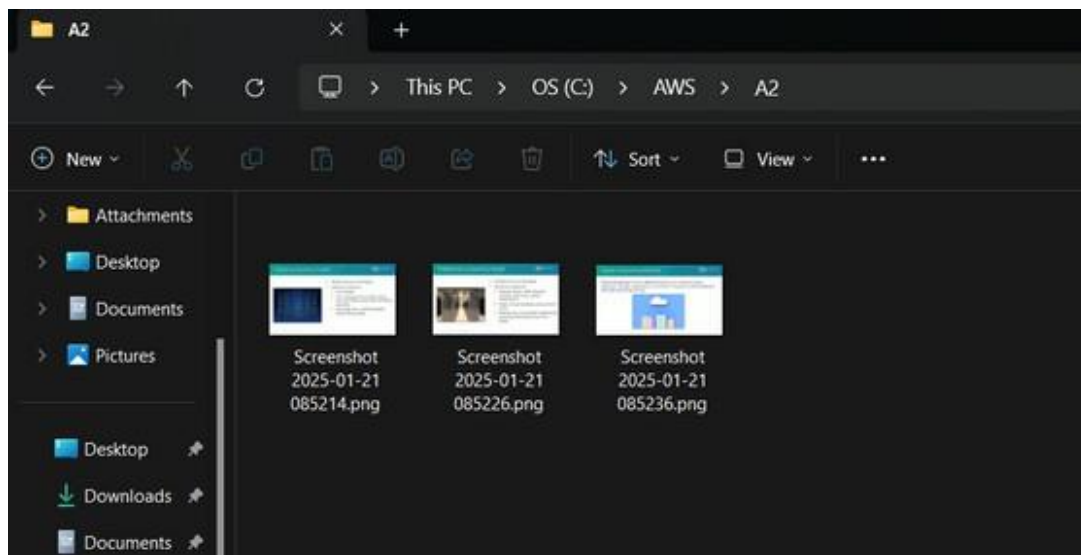 A2
This PC > OS (C:) > AWS > A2
New Sort View
Attachments
Desktop
Documents
Pictures
Screenshot 2025-01-21 085214.png
Screenshot 2025-01-21 085226.png
Screenshot 2025-01-21 085236.png
Desktop
Downloads
Documents